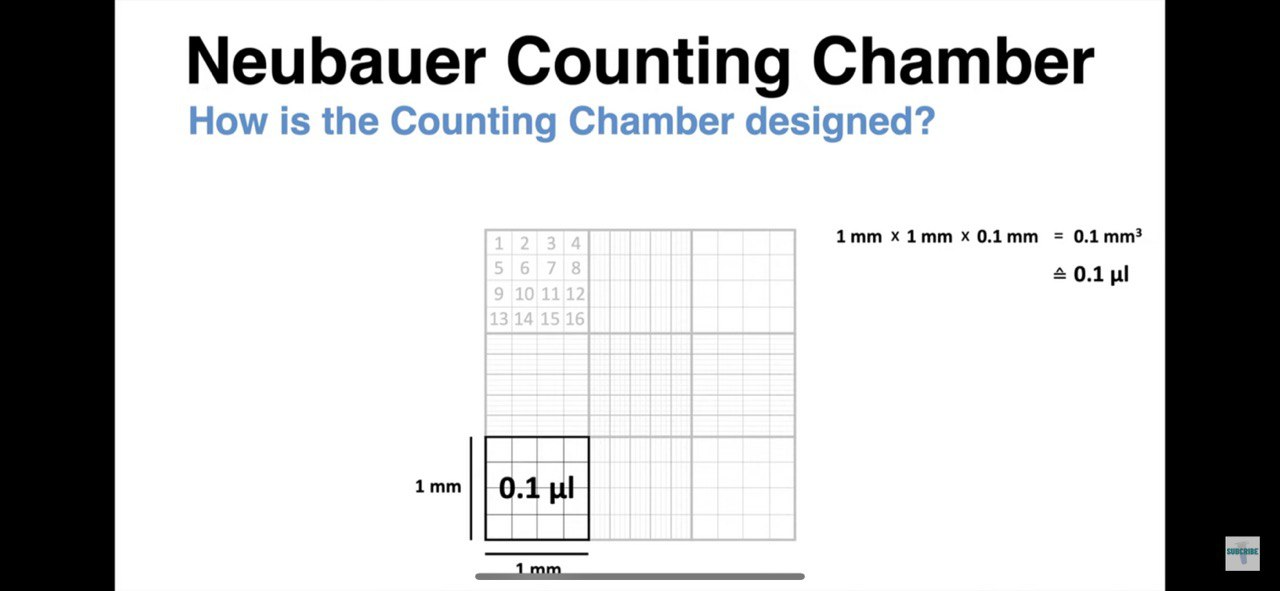 Neubauer Counting Chamber
How is the Counting Chamber designed?
1 mm x 1 mm x 0.1 mm = 0.1 mm³
≙ 0.1 µl
1 2 3 4
5 6 7 8
9 10 11 12
13 14 15 16
1 mm
0.1 µl
1 mm
SUBCRIBE